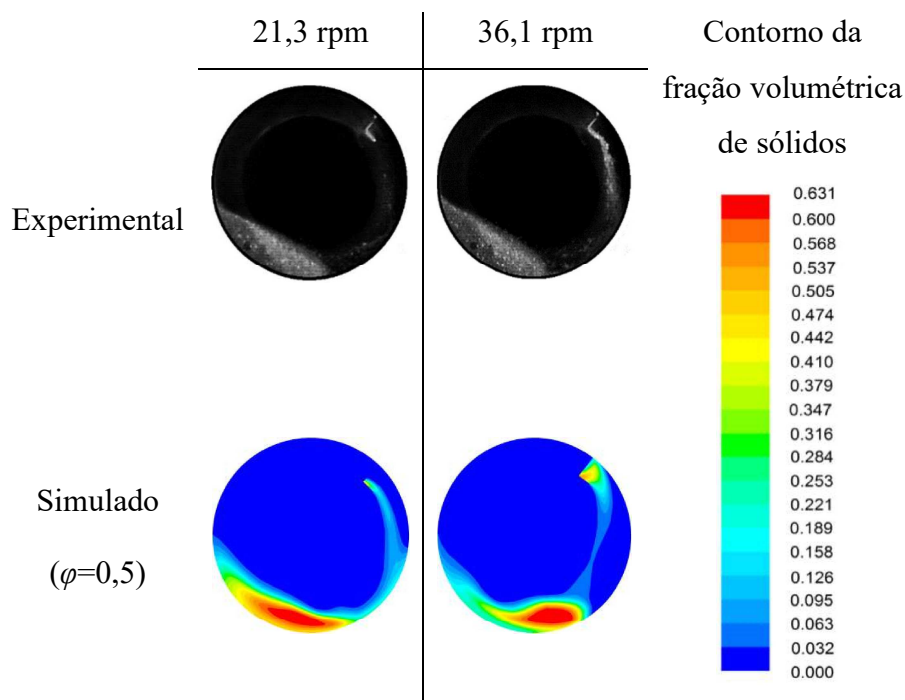 21,3 rpm
36,1 rpm
Contorno da
fração volumétrica
de sólidos
Experimental
Simulado
(φ=0,5)
0.631
0.600
0.568
0.537
0.505
0.474
0.442
0.410
0.379
0.347
0.316
0.284
0.253
0.221
0.189
0.158
0.126
0.095
0.063
0.032
0.000